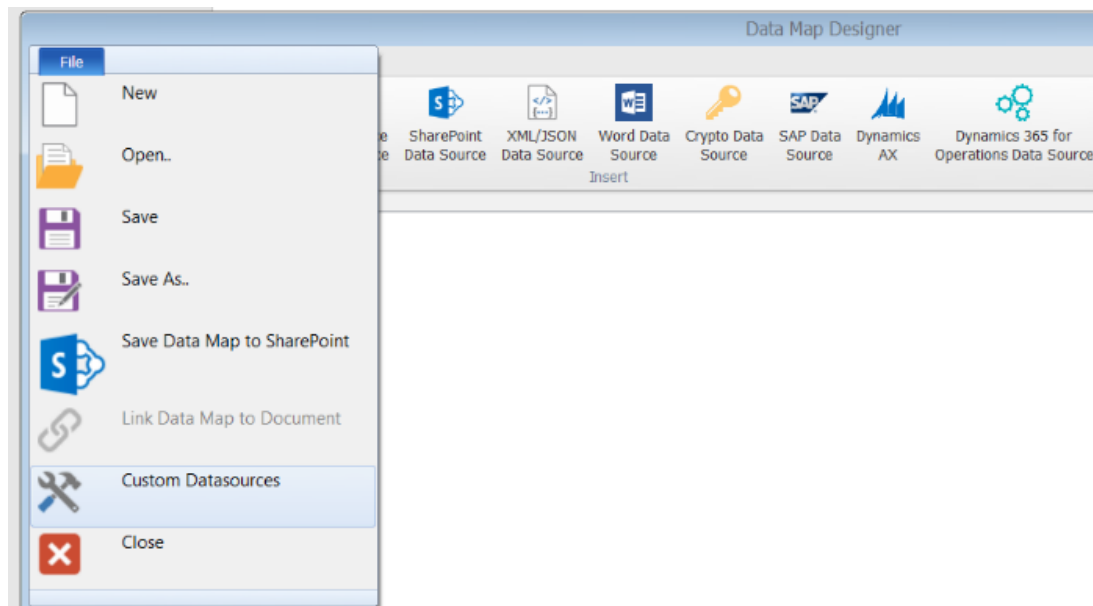 Data Map Designer
File
New
Open..
Save
Save As..
Save Data Map to SharePoint
Link Data Map to Document
Custom Datasources
Close
SharePoint
Data Source
XML/JSON
Data Source
Word Data
Source
Crypto Data
Source
SAP
SAP Data
Source
Dynamics
AX
Dynamics 365 for
Operations Data Source
Insert